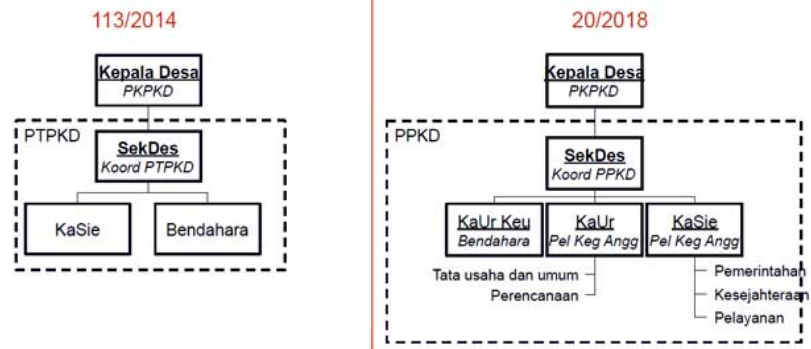 113/2014
Kepala Desa
PKPKD
PTPKD
SekDes
Koord PTPKD
KaSie
Bendahara
20/2018
Kepala Desa
PKPKD
PPKD
SekDes
Koord PPKD
KaUr Keu
Bendahara
KaUr
Pel Keg Angg
KaSie
Pel Keg Angg
Tata usaha dan umum
Perencanaan
Pemerintahan
Kesejahteraan
Pelayanan